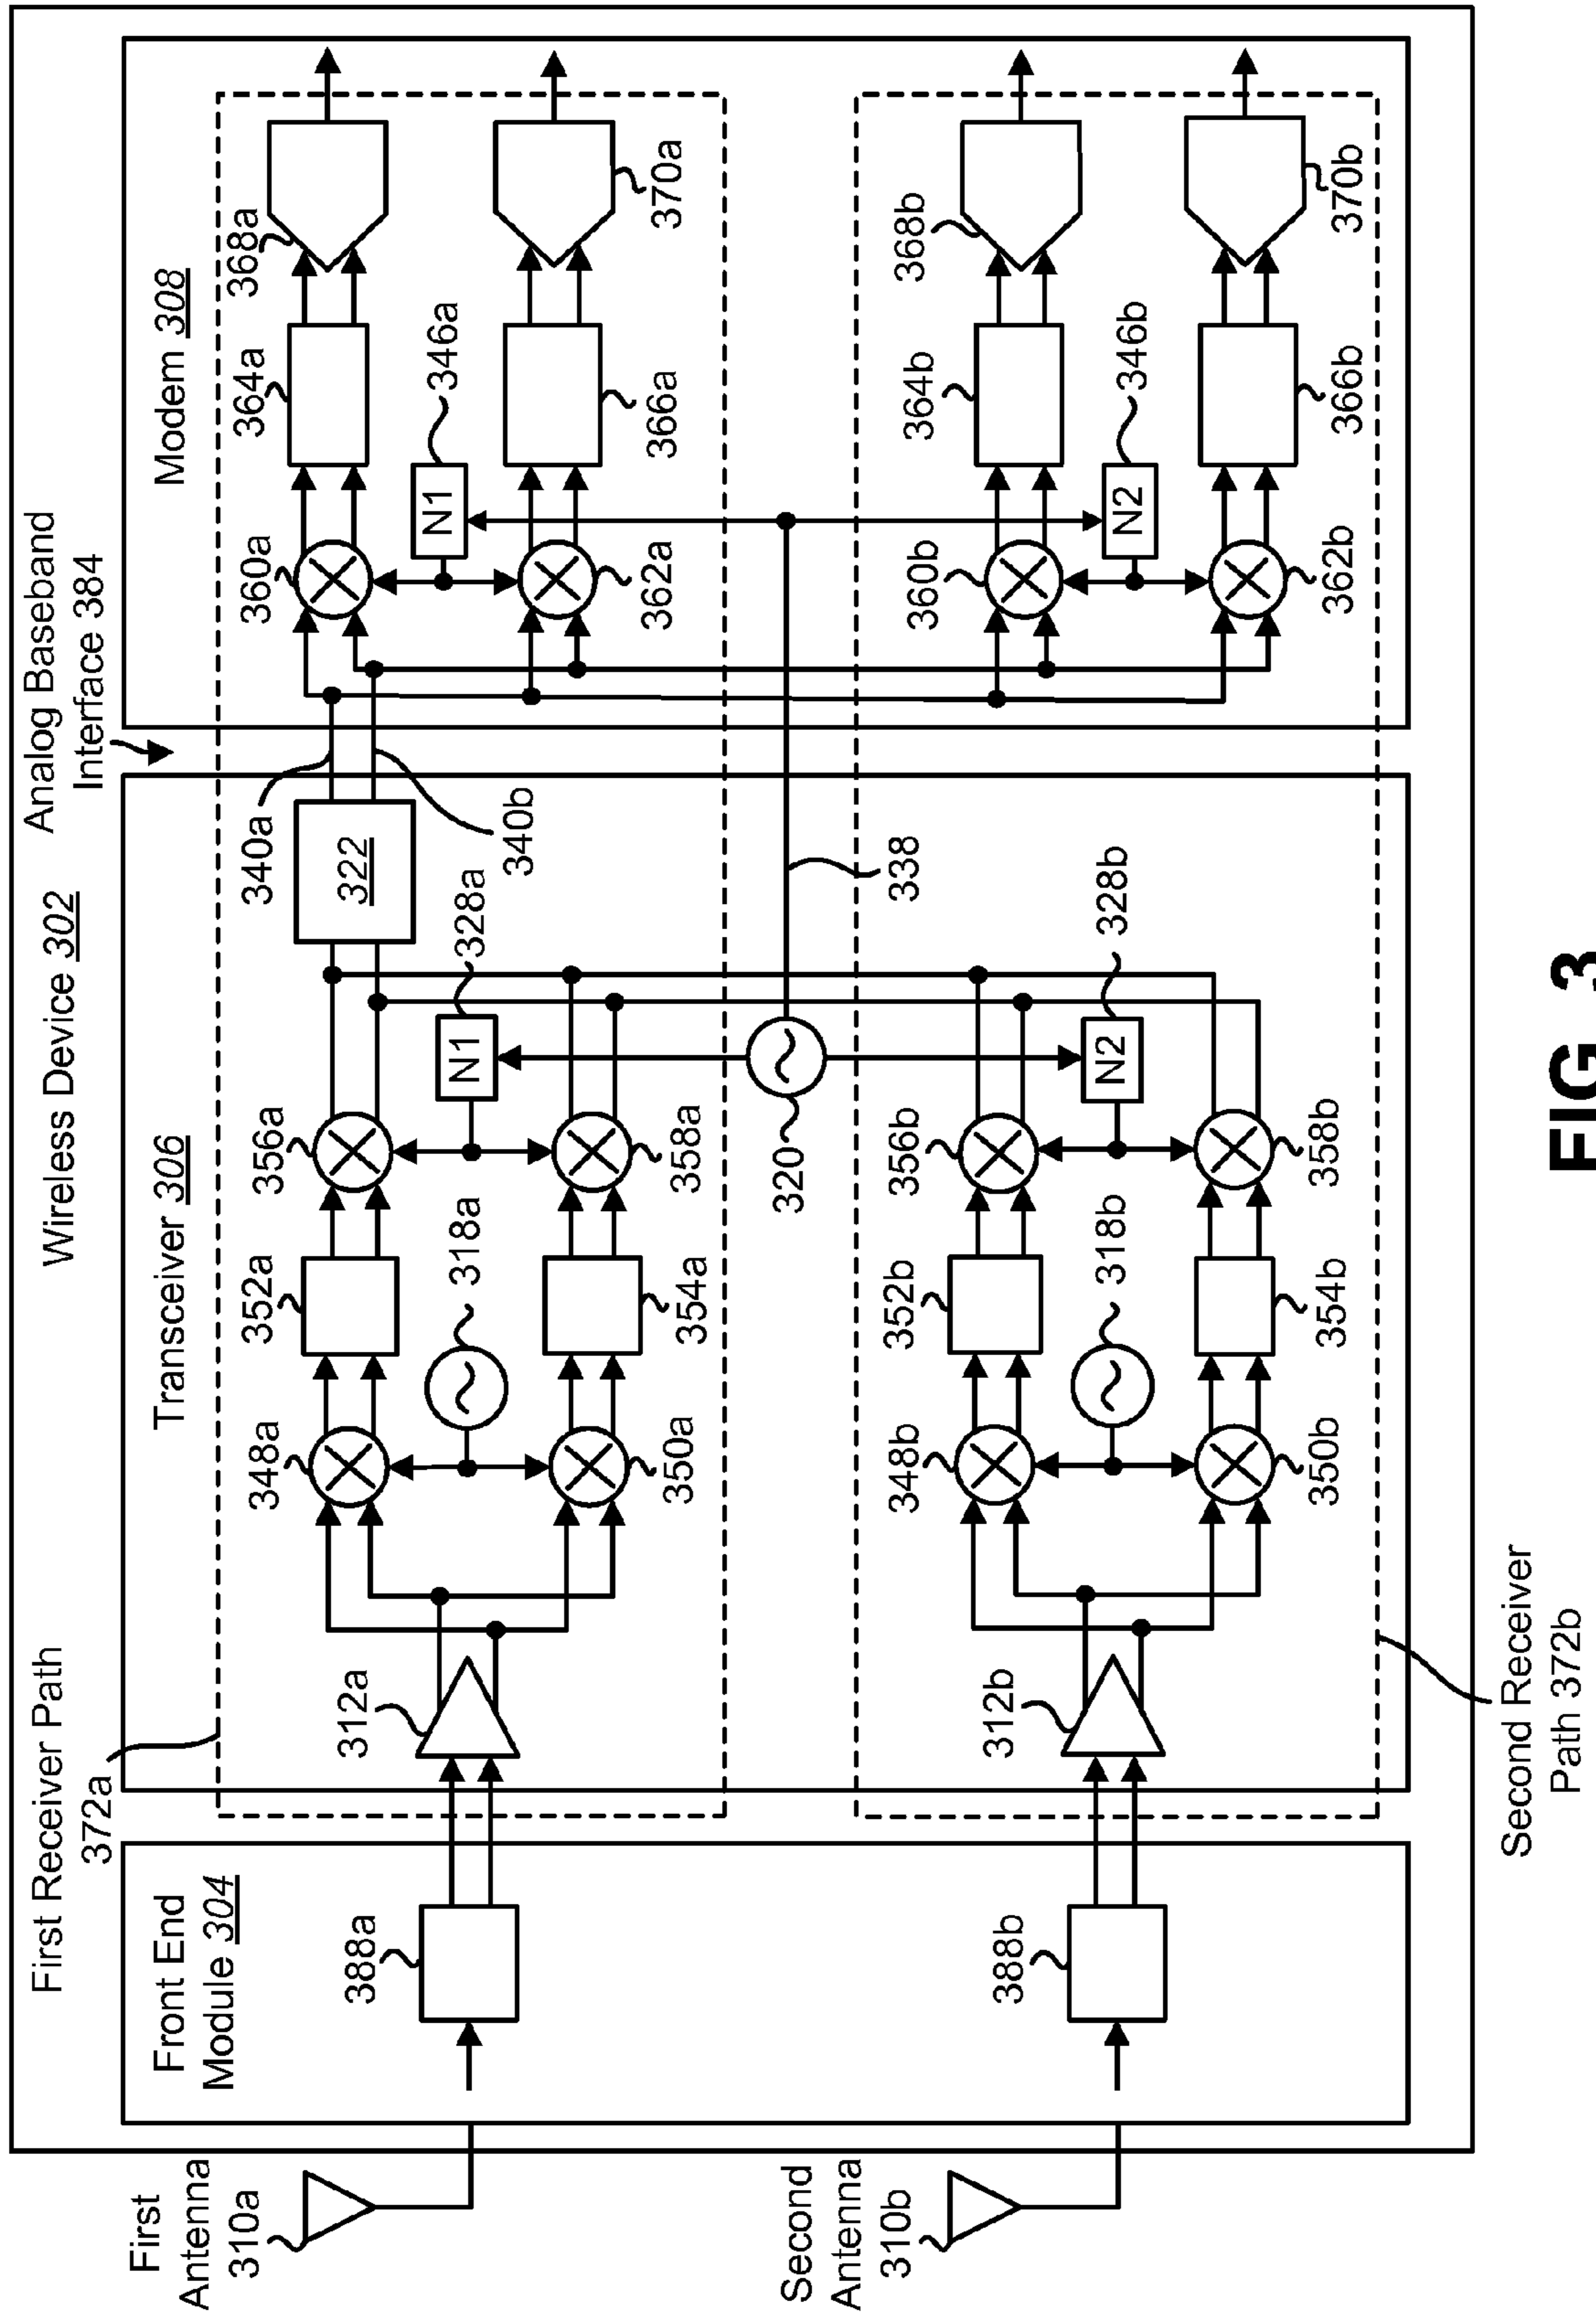 Wireless Device 302
Analog Baseband
Interface 384
First Receiver Path
372a
Front End
Module 304
Transceiver 306
Modem 308
First
Antenna
310a
388a
312a
348a
350a
318a
352a
354a
356a
358a
N1
328a
322
340a
340b
360a
362a
N1
346a
364a
366a
368a
370a
320
338
Second
Antenna
310b
388b
312b
348b
350b
318b
352b
354b
356b
358b
N2
328b
360b
362b
N2
346b
364b
366b
368b
370b
Second Receiver
Path 372b
FIG. 3